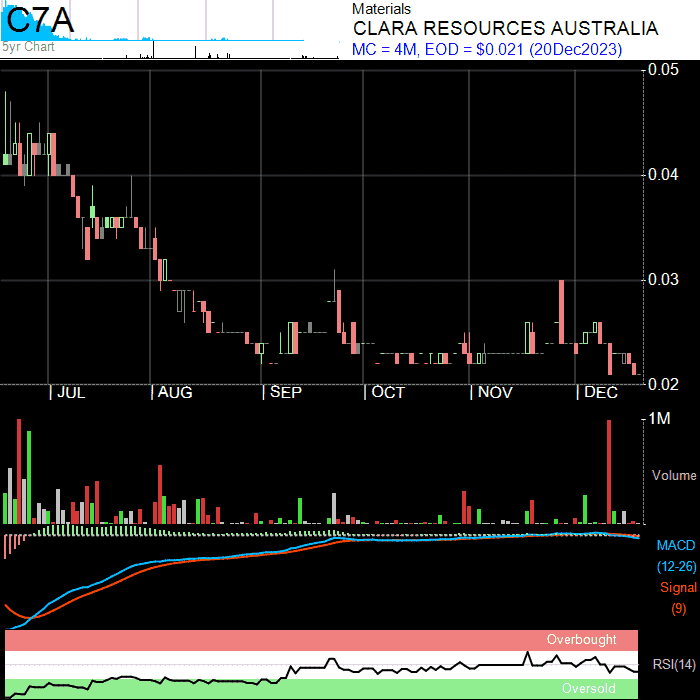 C7A
5yr Chart
Materials
CLARA RESOURCES AUSTRALIA
MC = 4M, EOD = $0.021 (20Dec2023)
0.05
0.04
0.03
0.02
JUL
AUG
SEP
OCT
NOV
DEC
1M
Volume
MACD
(12-26)
Signal
(9)
Overbought
RSI(14)
Oversold